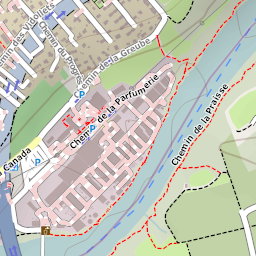 Chemin des Vidollets
Chemin du Progrès
Chemin de la Greube
Chemin de la Parfumerie
Chemin de la Praisse
Canada
P
P
P